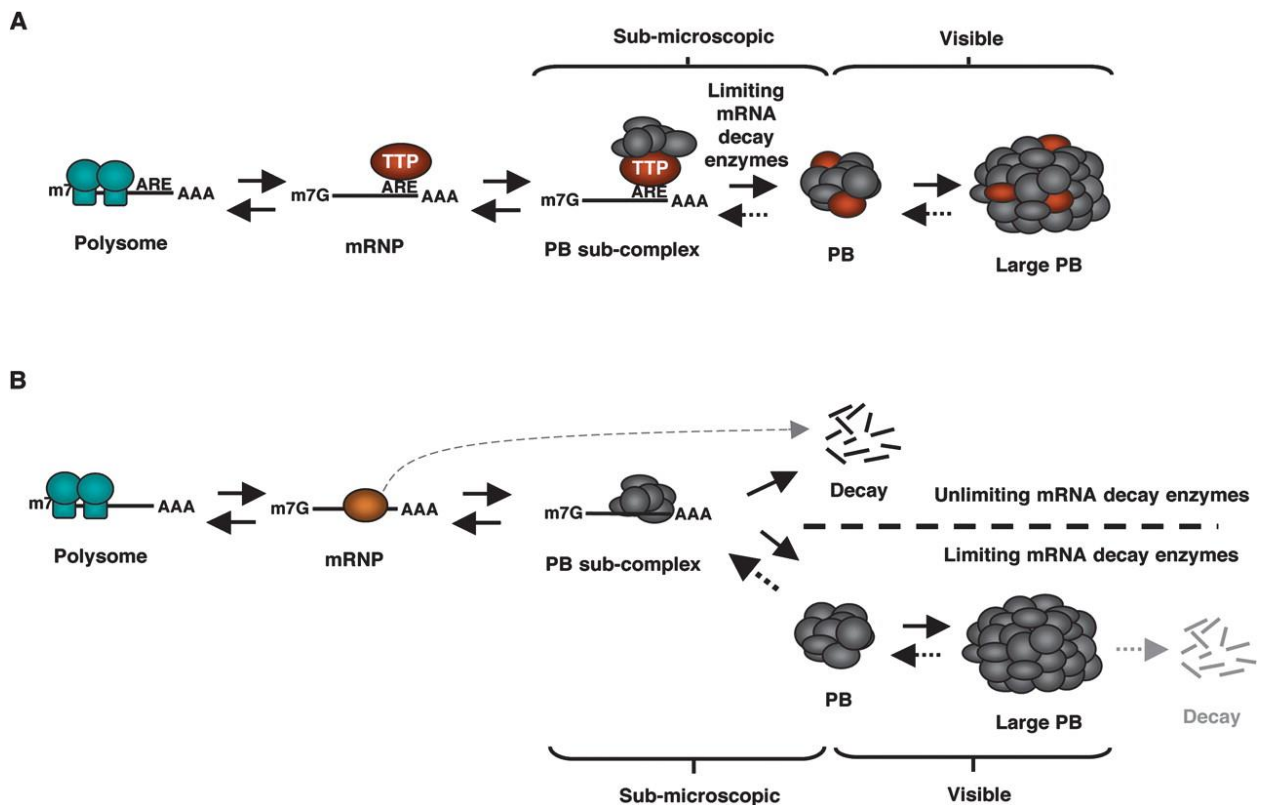 A
Sub-microscopic
Visible
Limiting
mRNA
decay
enzymes
TTP
TTP
m7
ARE
AAA
m7G
ARE
AAA
m7G
ARE
AAA
Polysome
mRNP
PB sub-complex
PB
Large PB
B
m7
AAA
m7G
AAA
m7G
AAA
Decay
Unlimiting mRNA decay enzymes
Polysome
mRNP
PB sub-complex
Limiting mRNA decay enzymes
PB
Large PB
Decay
Sub-microscopic
Visible